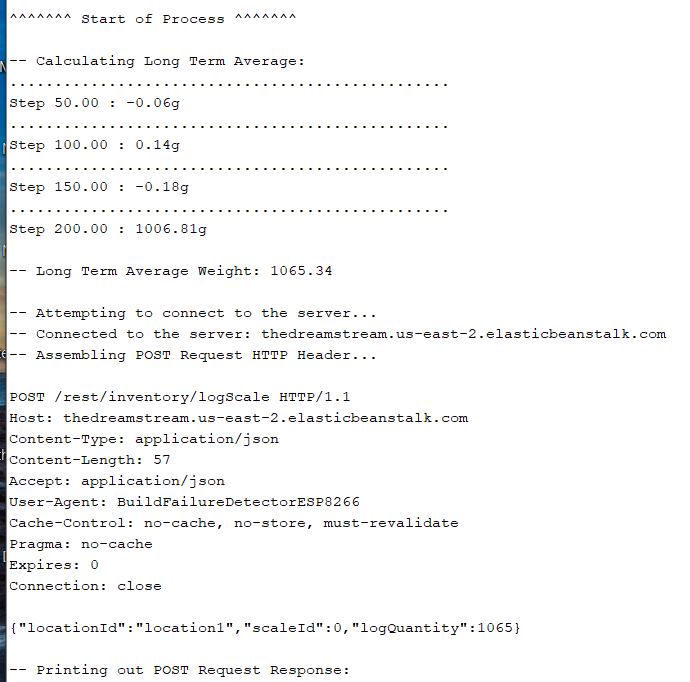 ^^^^^^^ Start of Process ^^^^^^^
-- Calculating Long Term Average:
.................................................
Step 50.00 : -0.06g
.................................................
Step 100.00 : 0.14g
.................................................
Step 150.00 : -0.18g
.................................................
Step 200.00 : 1006.81g
-- Long Term Average Weight: 1065.34
-- Attempting to connect to the server...
-- Connected to the server: thedreamstream.us-east-2.elasticbeanstalk.com
-- Assembling POST Request HTTP Header...
POST /rest/inventory/logScale HTTP/1.1
Host: thedreamstream.us-east-2.elasticbeanstalk.com
Content-Type: application/json
Content-Length: 57
Accept: application/json
User-Agent: BuildFailureDetectorESP8266
Cache-Control: no-cache, no-store, must-revalidate
Pragma: no-cache
Expires: 0
Connection: close
{"locationId":"location1","scaleId":0,"logQuantity":1065}
-- Printing out POST Request Response: